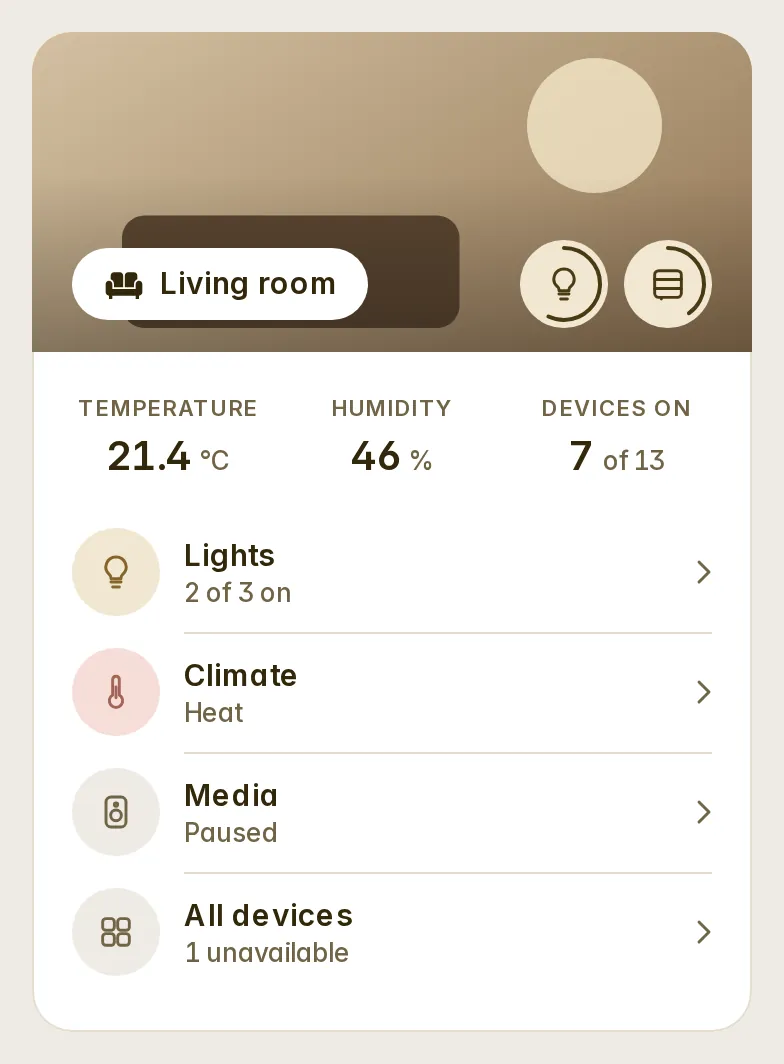 Living room
TEMPERATURE HUMIDITY DEVICES ON
21.4 °C 46 % 7 of 13
Lights
2 of 3 on
Climate
Heat
Media
Paused
All devices
1 unavailable